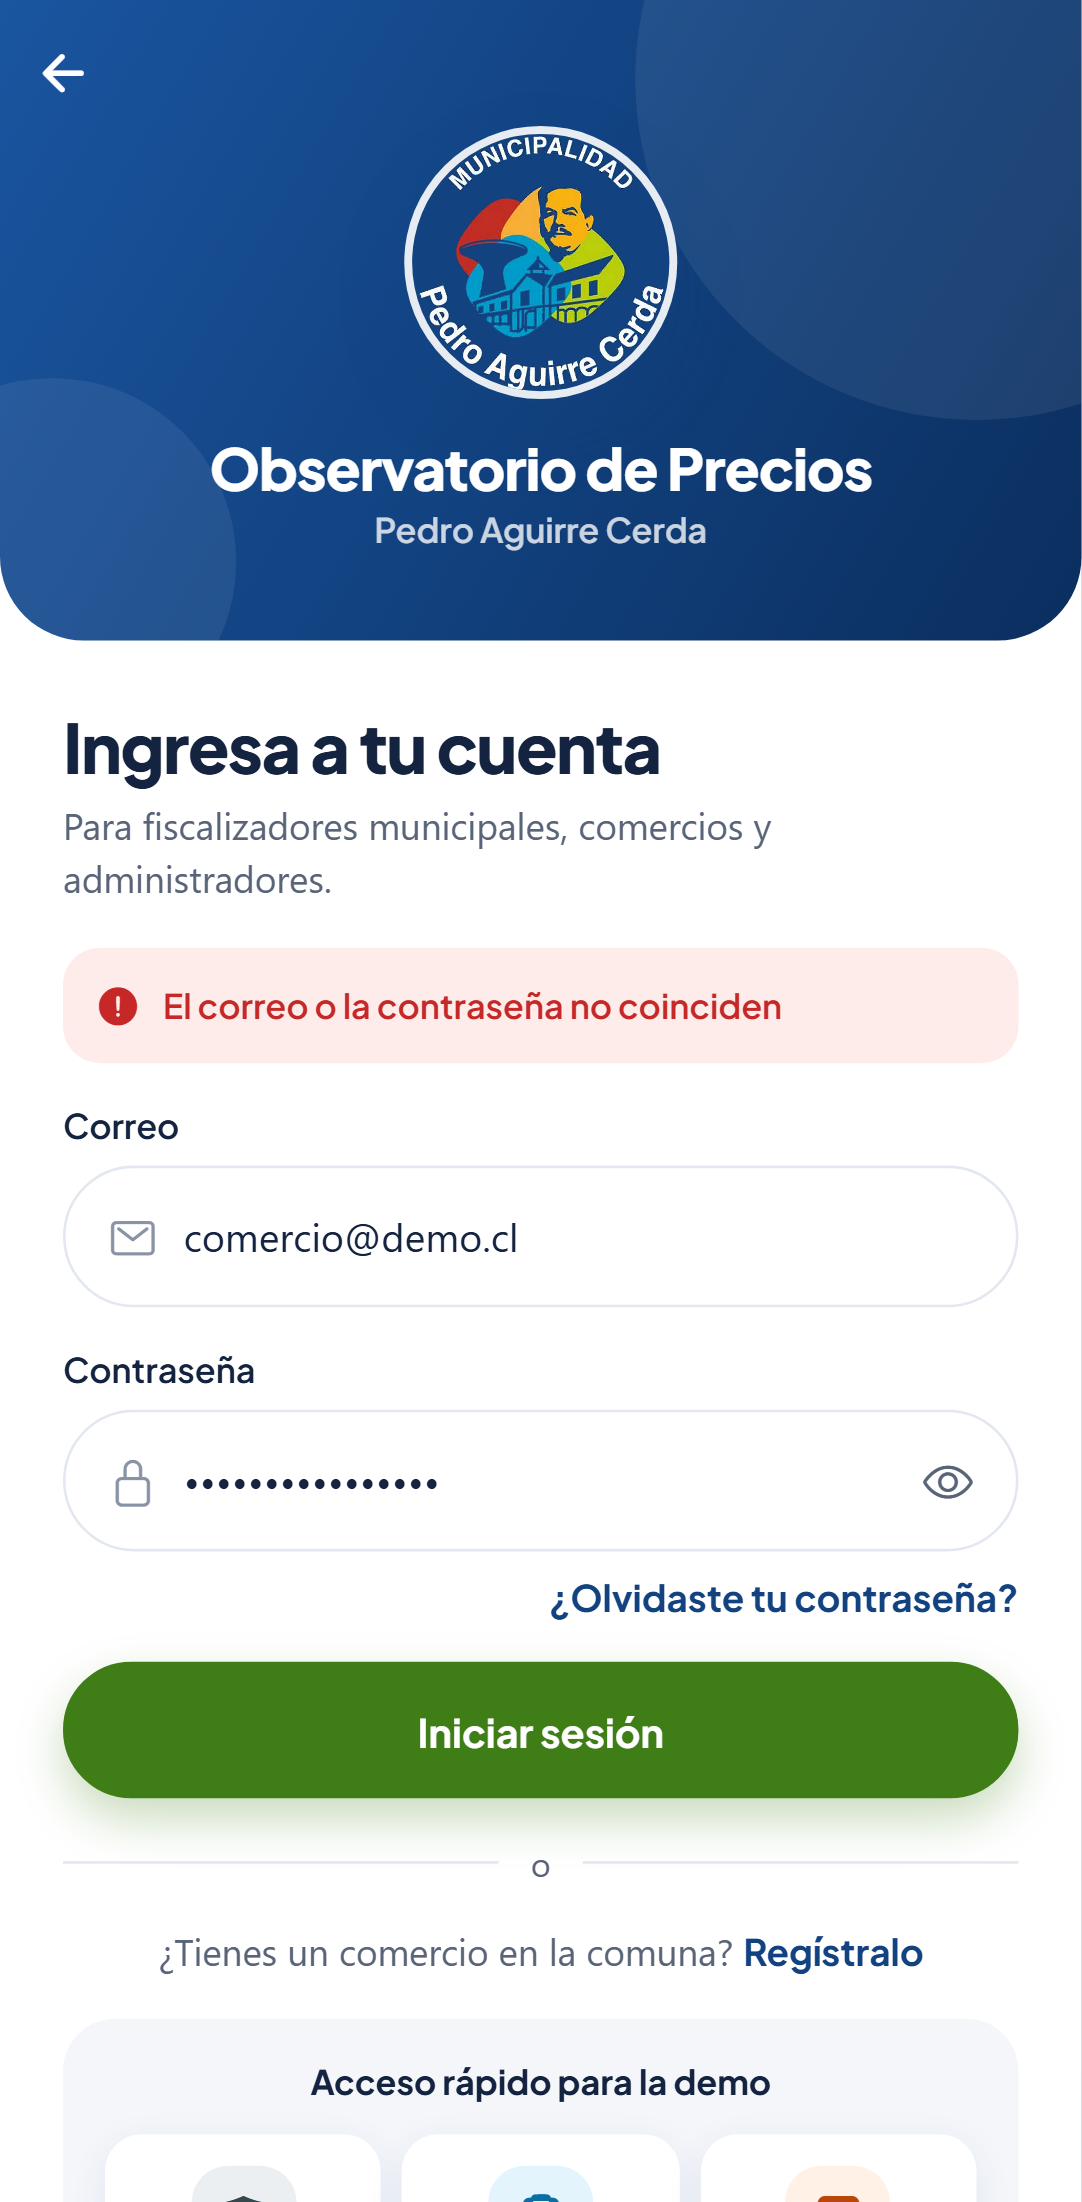 MUNICIPALIDAD
Pedro Aguirre Cerda
Observatorio de Precios
Pedro Aguirre Cerda
Ingresa a tu cuenta
Para fiscalizadores municipales, comercios y
administradores.
El correo o la contraseña no coinciden
Correo
comercio@demo.cl
Contraseña
••••••••••••••••
¿Olvidaste tu contraseña?
Iniciar sesión
o
¿Tienes un comercio en la comuna? Regístralo
Acceso rápido para la demo